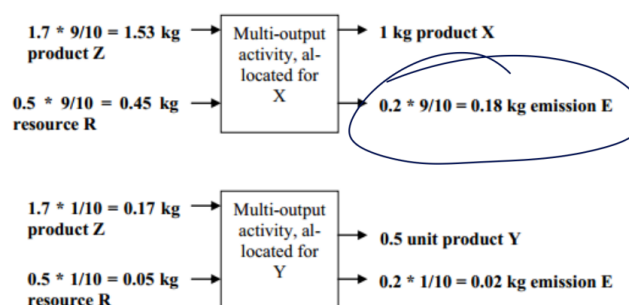 1.7 * 9/10 = 1.53 kg
product Z
0.5 * 9/10 = 0.45 kg
resource R
Multi-output
activity, al-
located for
X
1 kg product X
0.2 * 9/10 = 0.18 kg emission E
1.7 * 1/10 = 0.17 kg
product Z
0.5 * 1/10 = 0.05 kg
resource R
Multi-output
activity, al-
located for
Y
0.5 unit product Y
0.2 * 1/10 = 0.02 kg emission E